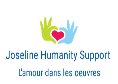 Joseline Humanity Support
L'amour dans les oeuvres